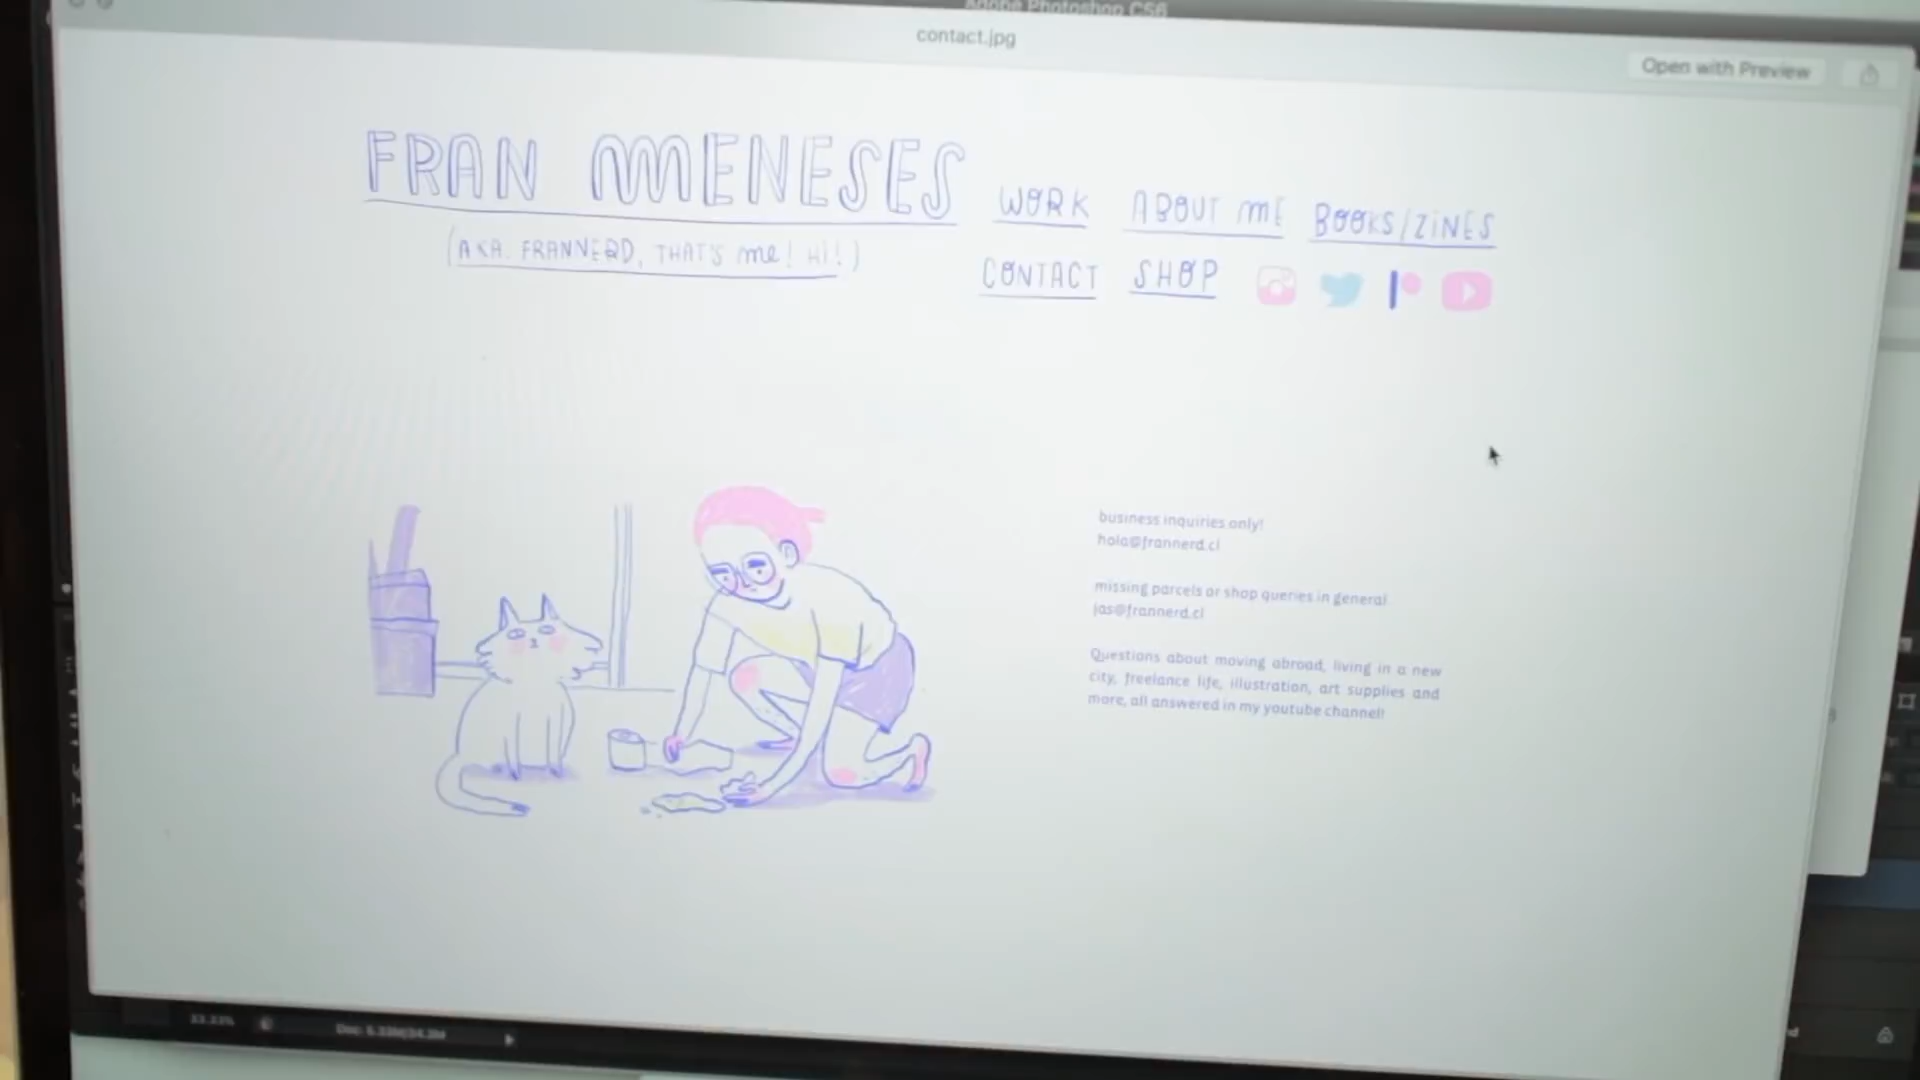 Adobe Photoshop CS6
contact.jpg
Open with Preview
FRAN MENESES
(AKA. FRANNERD, THAT'S me! Hi!)
WORK ABOUT ME BOOKS/ZINES
CONTACT SHOP
business inquiries only!
hola@frannerd.cl
missing parcels or shop queries in general
jas@frannerd.cl
Questions about moving abroad, living in a new
city, freelance life, illustration, art supplies and
more, all answered in my youtube channel!
33.33%